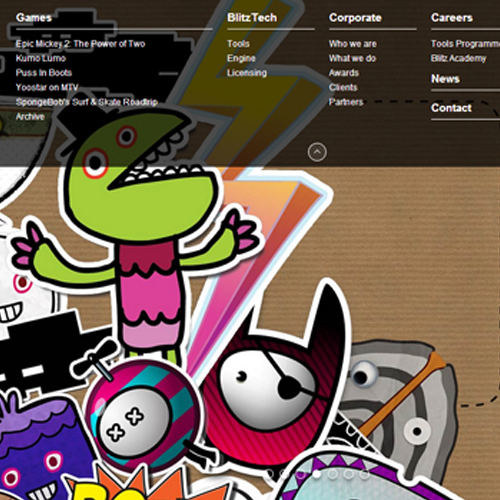 Games
Epic Mickey 2: The Power of Two
Kumo Lumo
Puss In Boots
Yoostar on MTV
SpongeBob's Surf & Skate Roadtrip
Archive
BlitzTech
Tools
Engine
Licensing
Corporate
Who we are
What we do
Awards
Clients
Partners
Careers
Tools Programm
Blitz Academy
News
Contact